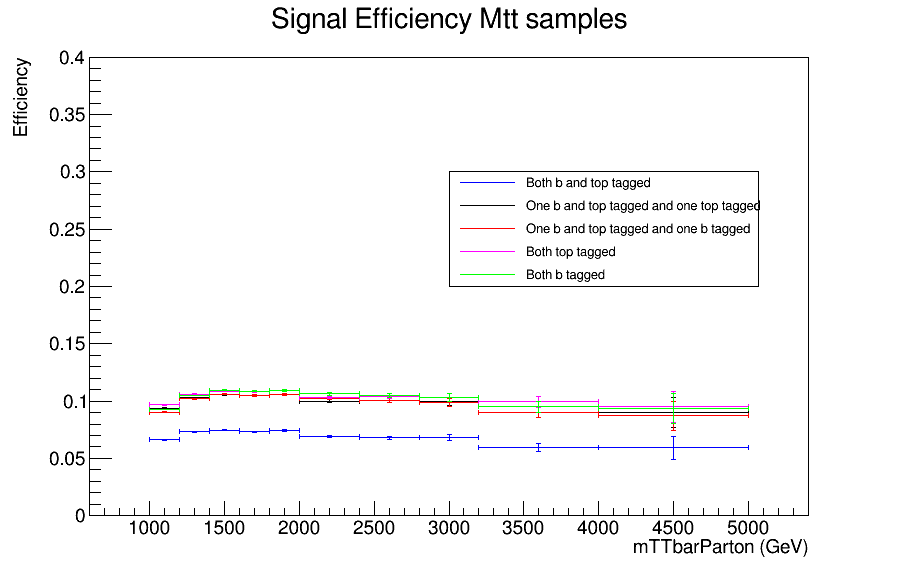 Signal Efficiency Mtt samples
Efficiency
0.4
0.35
0.3
0.25
0.2
0.15
0.1
0.05
0
Both b and top tagged
One b and top tagged and one top tagged
One b and top tagged and one b tagged
Both top tagged
Both b tagged
1000 1500 2000 2500 3000 3500 4000 4500 5000
mTTbarParton (GeV)